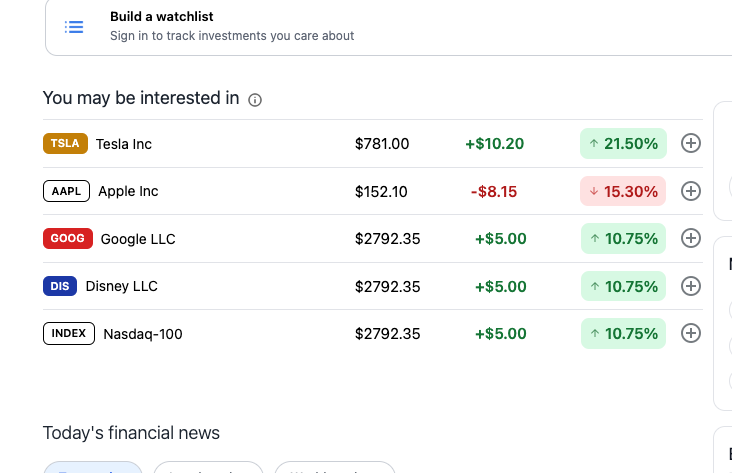 Build a watchlist
Sign in to track investments you care about
You may be interested in
TSLA Tesla Inc $781.00 +$10.20 ↑ 21.50%
AAPL Apple Inc $152.10 -$8.15 ↓ 15.30%
GOOG Google LLC $2792.35 +$5.00 ↑ 10.75%
DIS Disney LLC $2792.35 +$5.00 ↑ 10.75%
INDEX Nasdaq-100 $2792.35 +$5.00 ↑ 10.75%
Today's financial news